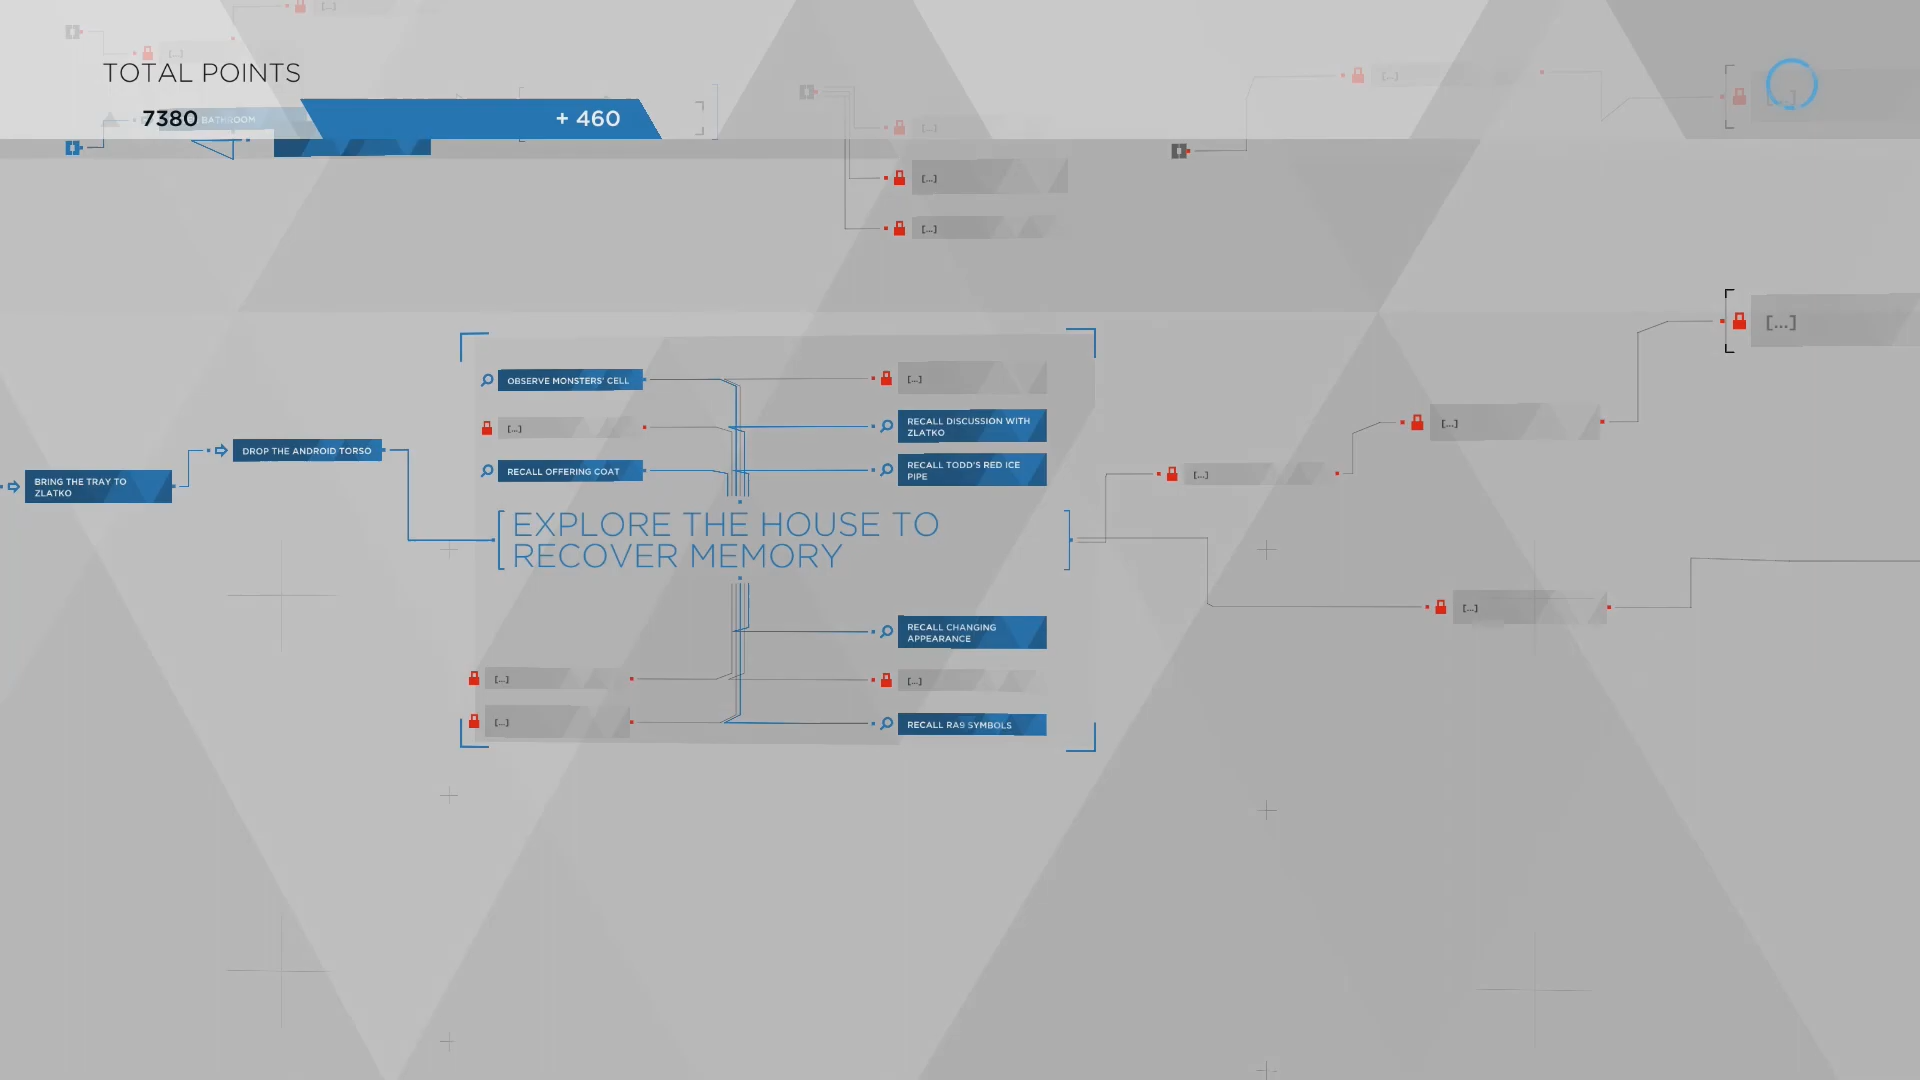 [...]
[...]
TOTAL POINTS
[...]
[...]
7380
BATHROOM
+ 460
[...]
[...]
[...]
[...]
[...]
OBSERVE MONSTERS' CELL
[...]
[...]
RECALL DISCUSSION WITH
ZLATKO
[...]
DROP THE ANDROID TORSO
RECALL OFFERING COAT
RECALL TODD'S RED ICE
PIPE
[...]
BRING THE TRAY TO
ZLATKO
EXPLORE THE HOUSE TO
RECOVER MEMORY
[...]
RECALL CHANGING
APPEARANCE
[...]
[...]
[...]
RECALL RA9 SYMBOLS